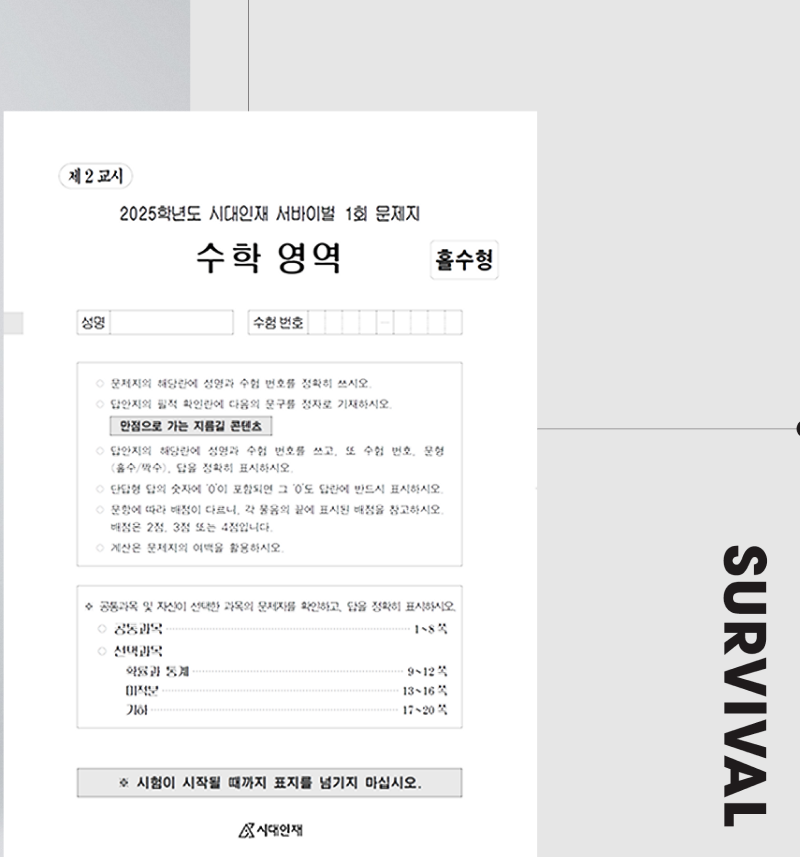 제 2 교시
2025학년도 시대인재 서바이벌 1회 문제지
수학 영역
홀수형
성명
수험 번호
○ 문제지의 해당란에 성명과 수험 번호를 정확히 쓰시오.
○ 답안지의 필적 확인란에 다음의 문구를 정자로 기재하시오.
만점으로 가는 지름길 콘텐츠
○ 답안지의 해당란에 성명과 수험 번호를 쓰고, 또 수험 번호, 문형
(홀수/짝수), 답을 정확히 표시하시오.
○ 단답형 답의 숫자에 '0'이 포함되면 그 '0'도 답란에 반드시 표시하시오.
○ 문항에 따라 배점이 다르니, 각 물음의 끝에 표시된 배점을 참고하시오.
배점은 2점, 3점 또는 4점입니다.
○ 계산은 문제지의 여백을 활용하시오.
※ 공통과목 및 자신이 선택한 과목의 문제지를 확인하고, 답을 정확히 표시하시오.
○ 공통과목 1~8 쪽
○ 선택과목
확률과 통계 9~12 쪽
미적분 13~16 쪽
기하 17~20 쪽
※ 시험이 시작될 때까지 표지를 넘기지 마십시오.
시대인재
SURVIVAL